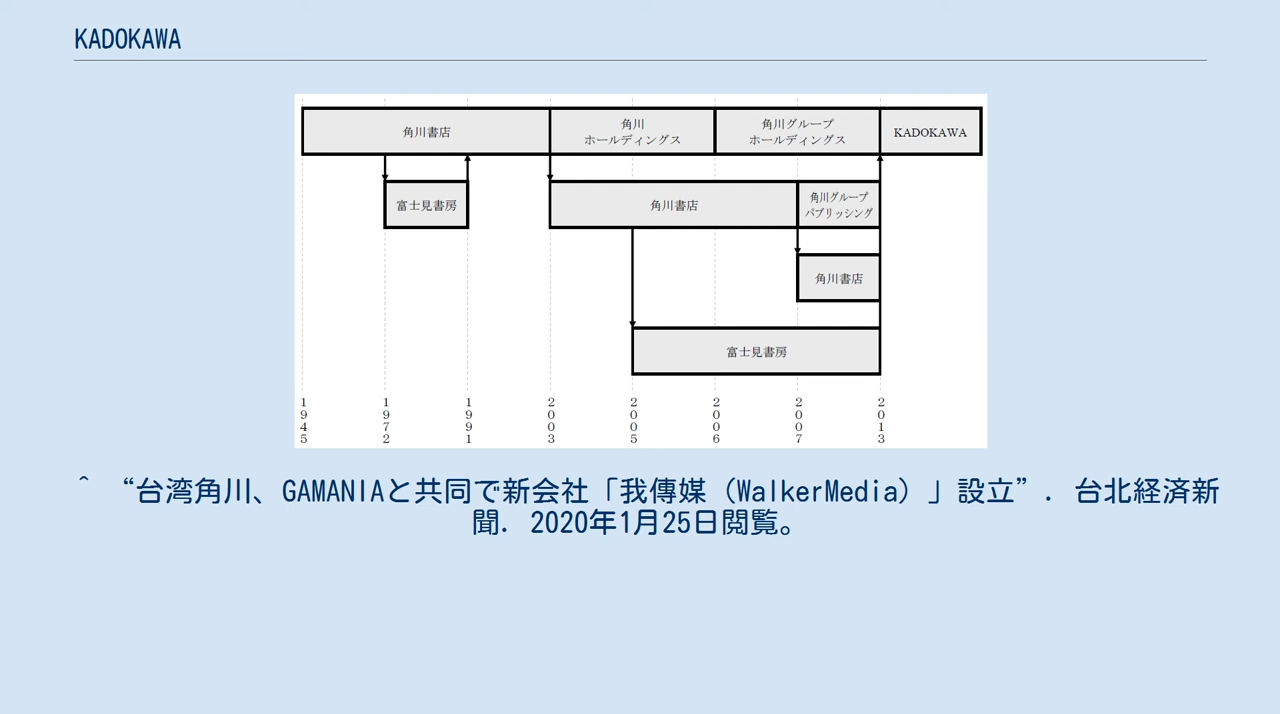 KADOKAWA
角川書店
角川
ホールディングス
角川グループ
ホールディングス
KADOKAWA
富士見書房
角川書店
角川グループ
パブリッシング
角川書店
富士見書房
1945
1972
1991
2003
2005
2006
2007
2013
^ “台湾角川、GAMANIAと共同で新会社「我傳媒（WalkerMedia）」設立”. 台北経済新
聞. 2020年1月25日閲覧。